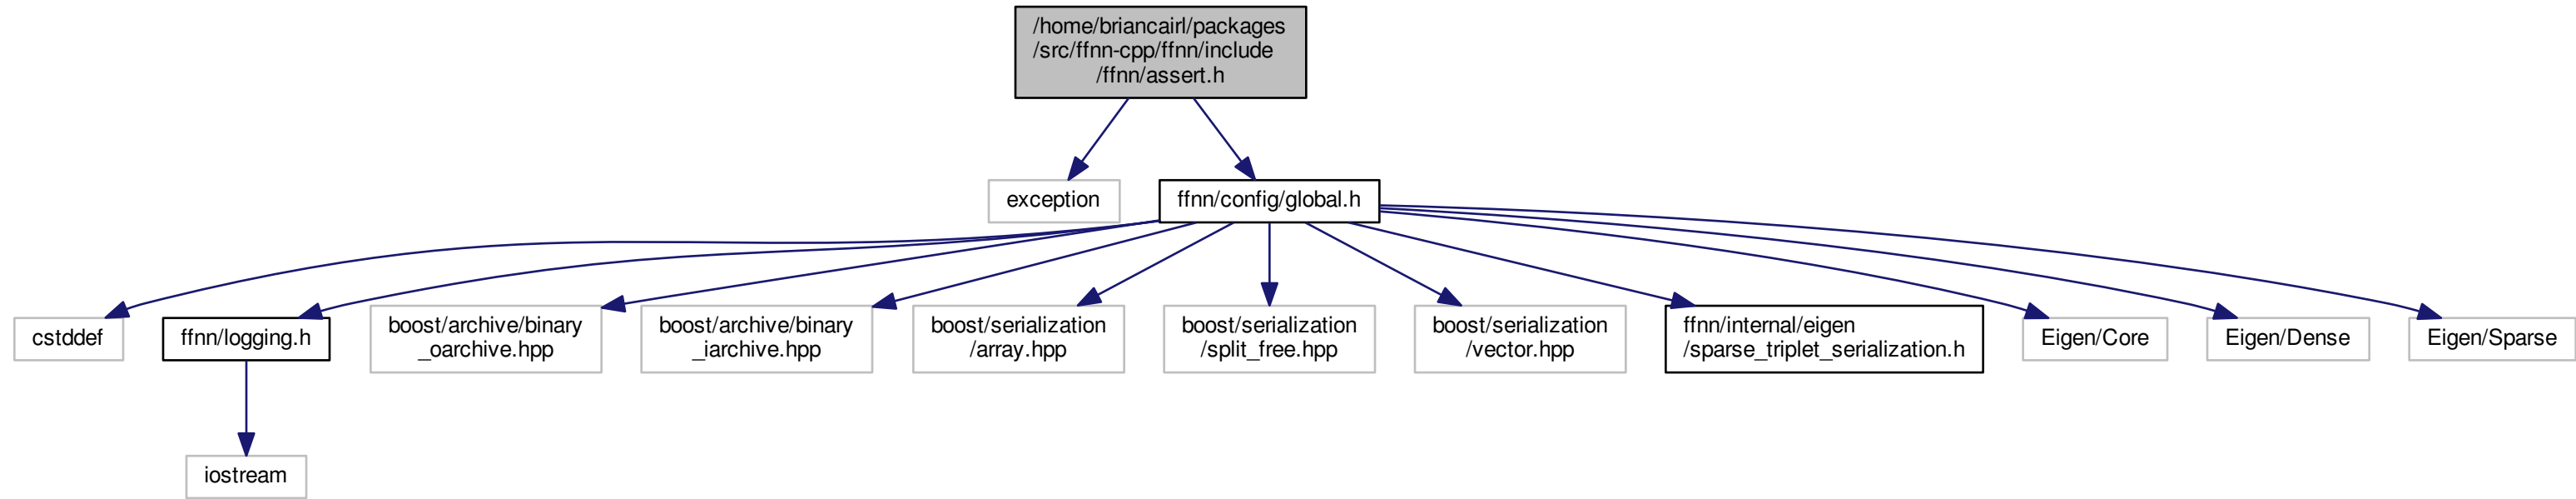 /home/briancairl/packages
/src/ffnn-cpp/ffnn/include
/ffnn/assert.h
exception
ffnn/config/global.h
cstddef
ffnn/logging.h
boost/archive/binary
_oarchive.hpp
boost/archive/binary
_iarchive.hpp
boost/serialization
/array.hpp
boost/serialization
/split_free.hpp
boost/serialization
/vector.hpp
ffnn/internal/eigen
/sparse_triplet_serialization.h
Eigen/Core
Eigen/Dense
Eigen/Sparse
iostream